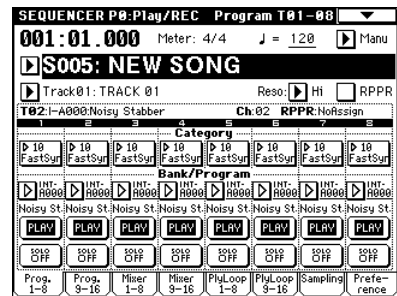 SEQUENCER P0:Play/REC Program T01-08
001:01.000 Meter: 4/4 ♩ = 120 Manu
S005: NEW SONG
Track01: TRACK 01 Reso: Hi RPPR
T02:I-A000:Noisy Stabber Ch:02 RPPR:NoAssign
1 2 3 4 5 6 7 8
Category
10 10 10 10 10 10 10 10
FastSyn FastSyn FastSyn FastSyn FastSyn FastSyn FastSyn FastSyn
Bank/Program
INT-A000 INT-A000 INT-A000 INT-A000 INT-A000 INT-A000 INT-A000 INT-A000
Noisy St. Noisy St. Noisy St. Noisy St. Noisy St. Noisy St. Noisy St. Noisy St.
PLAY PLAY PLAY PLAY PLAY PLAY PLAY PLAY
SOLO OFF SOLO OFF SOLO OFF SOLO OFF SOLO OFF SOLO OFF SOLO OFF SOLO OFF
Prog. 1-8 Prog. 9-16 Mixer 1-8 Mixer 9-16 PlyLoop 1-8 PlyLoop 9-16 Sampling Prefe-rence